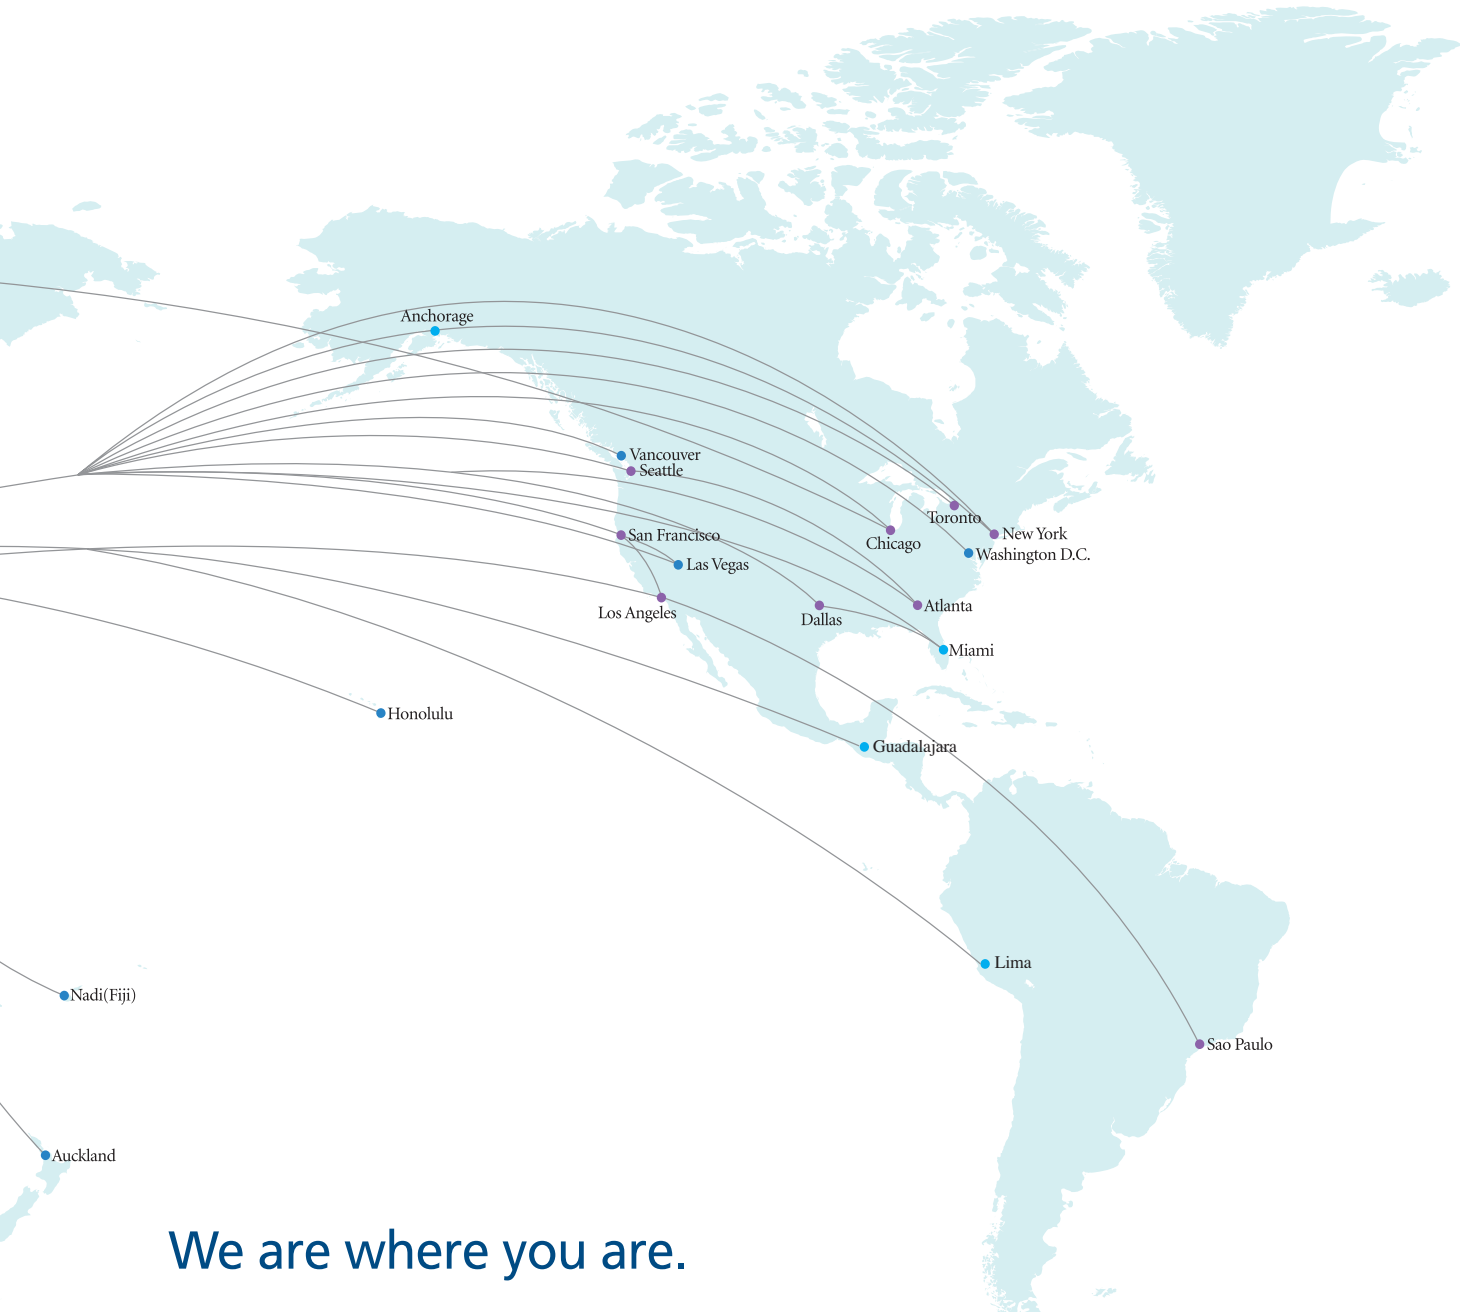 Anchorage
Vancouver
Seattle
Toronto
San Francisco
New York
Chicago
Washington D.C.
Las Vegas
Los Angeles
Dallas
Atlanta
Miami
Honolulu
Guadalajara
Lima
Nadi(Fiji)
Sao Paulo
Auckland
We are where you are.